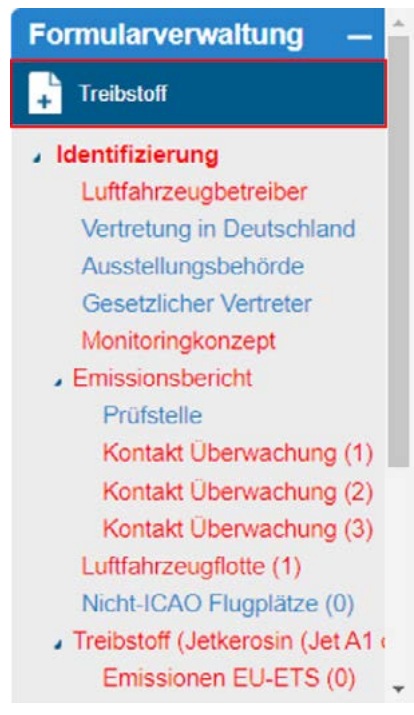 Formularverwaltung
Treibstoff
Identifizierung
Luftfahrzeugbetreiber
Vertretung in Deutschland
Ausstellungsbehörde
Gesetzlicher Vertreter
Monitoringkonzept
Emissionsbericht
Prüfstelle
Kontakt Überwachung (1)
Kontakt Überwachung (2)
Kontakt Überwachung (3)
Luftfahrzeugflotte (1)
Nicht-ICAO Flugplätze (0)
Treibstoff (Jetkerosin (Jet A1
Emissionen EU-ETS (0)